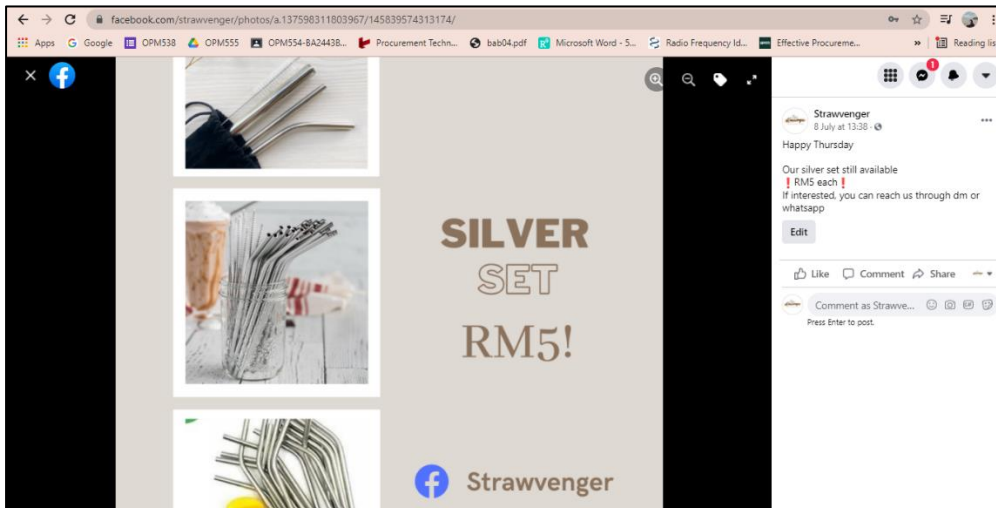 facebook.com/strawvenger/photos/a.137598311803967/145839574313174/
Apps Google OPM538 OPM555 OPM554-BA2443B... Procurement Techn... bab04.pdf Microsoft Word - 5... Radio Frequency Id... Effective Procureme... » Reading lis
1
Strawvenger
8 July at 13:38 ·
Happy Thursday
Our silver set still available
❗RM5 each❗
If interested, you can reach us through dm or
whatsapp
Edit
Like Comment Share
Comment as Strawve...
Press Enter to post.
SILVER
SET
RM5!
Strawvenger